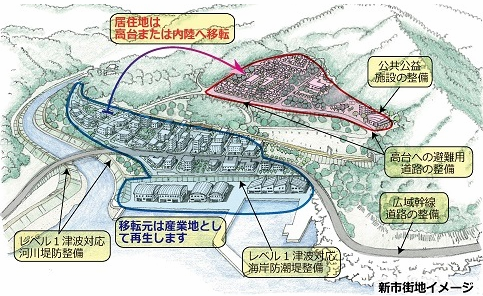 居住地は
高台または内陸へ移転
公共公益
施設の整備
高台への避難用
道路の整備
広域幹線
道路の整備
移転元は産業地とし
て再生します
レベル１津波対応
河川堤防整備
レベル１津波対応
海岸防潮堤整備
新市街地イメージ